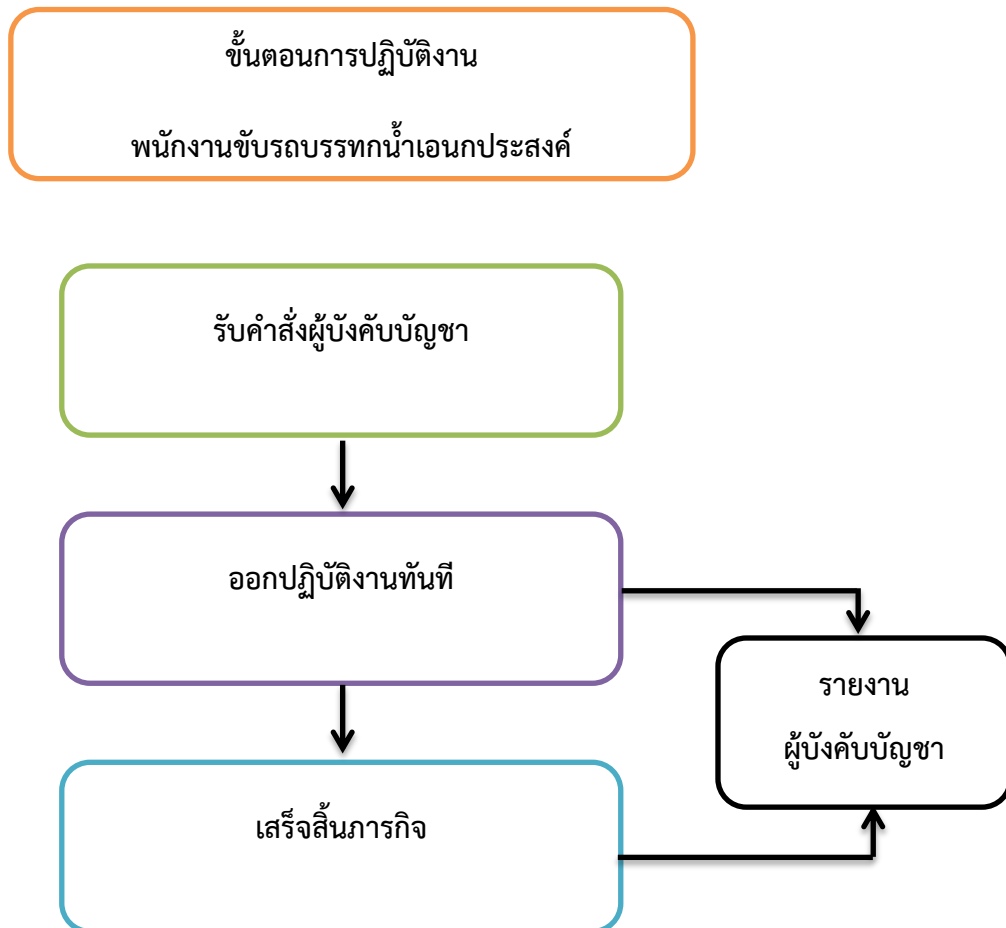 ขั้นตอนการปฏิบัติงาน
พนักงานขับรถบรรทุกน้ำเอนกประสงค์
รับคำสั่งผู้บังคับบัญชา
ออกปฏิบัติงานทันที
รายงาน
ผู้บังคับบัญชา
เสร็จสิ้นภารกิจ